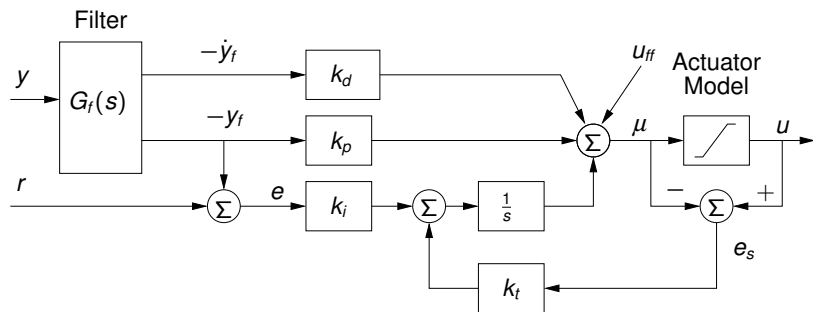 Filter
−ẏ_f
y
G_f(s)
k_d
u_ff
Actuator
Model
−y_f
k_p
Σ
μ
u
r
Σ
e
k_i
Σ
1/s
−
Σ
+
e_s
k_t